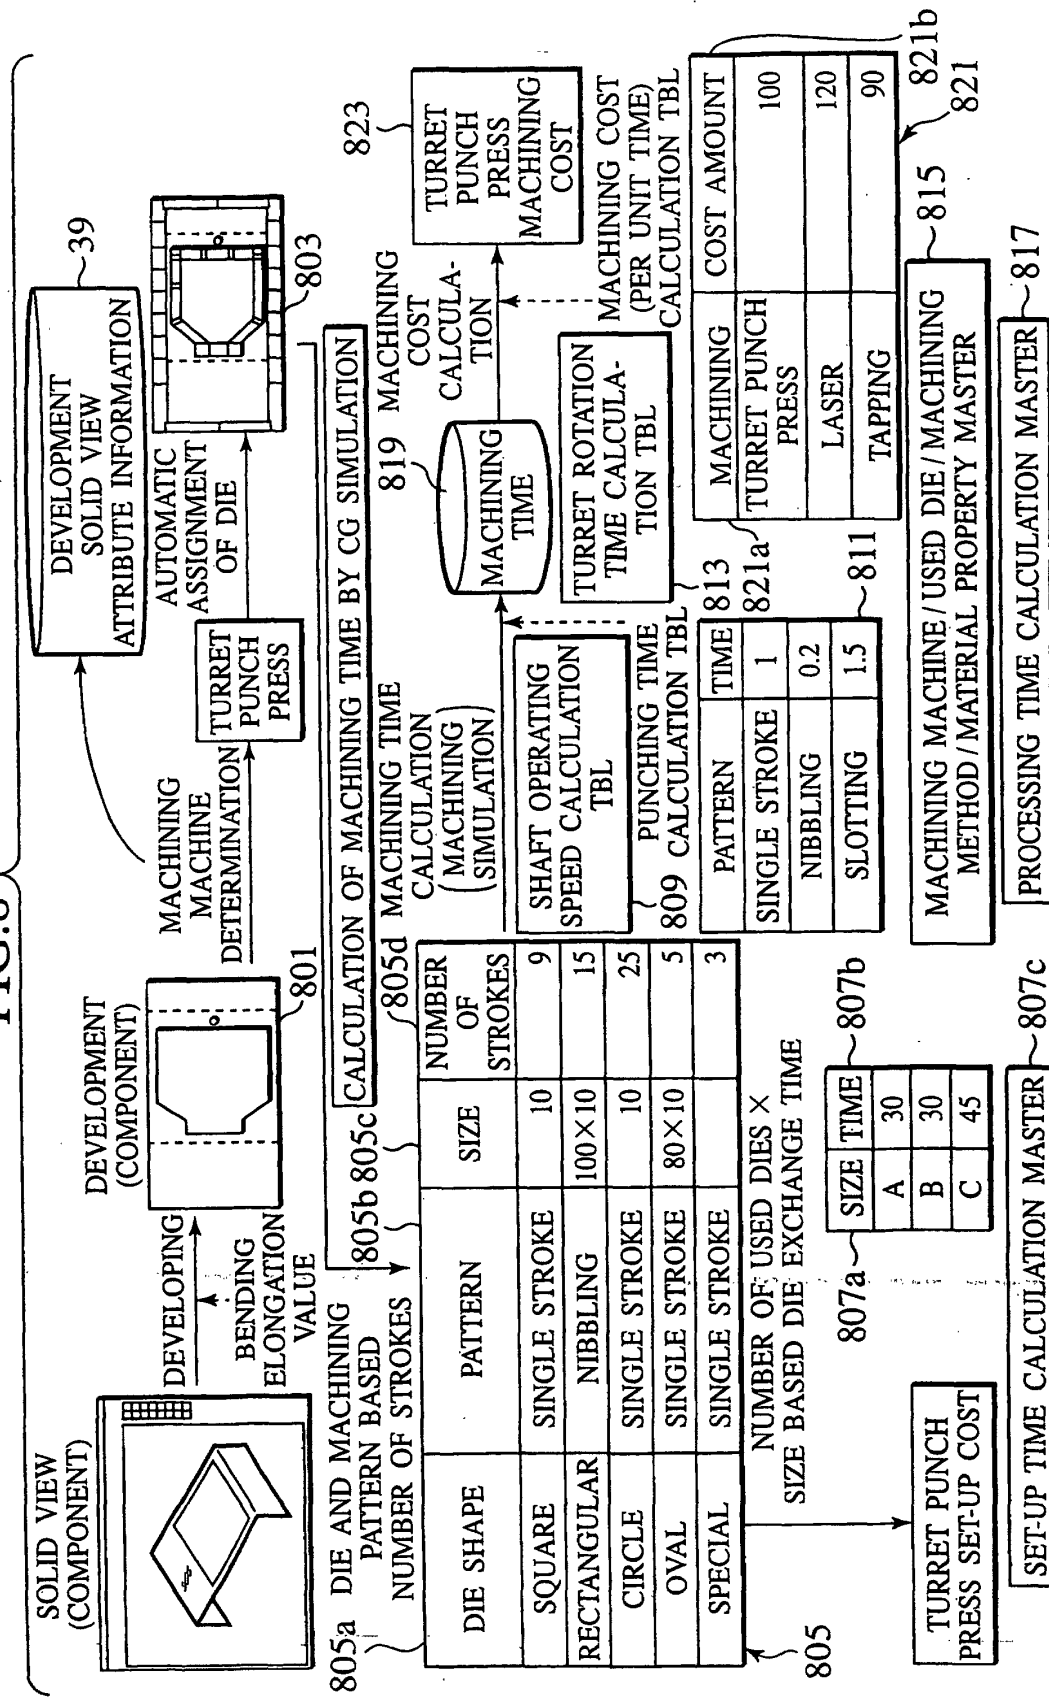 FIG.8
SOLID VIEW
(COMPONENT)
DEVELOPING
BENDING
ELONGATION
VALUE
DEVELOPMENT
(COMPONENT)
801
MACHINING
MACHINE
DETERMINATION
TURRET
PUNCH
PRESS
DEVELOPMENT
SOLID VIEW
ATTRIBUTE INFORMATION
39
AUTOMATIC
ASSIGNMENT
OF DIE
803
CALCULATION OF MACHINING TIME BY CG SIMULATION
805a DIE AND MACHINING
PATTERN BASED
NUMBER OF STROKES
805b 805c 805d
DIE SHAPE PATTERN SIZE NUMBER OF STROKES
SQUARE SINGLE STROKE 10 9
RECTANGULAR NIBBLING 100×10 15
CIRCLE SINGLE STROKE 10 25
OVAL SINGLE STROKE 80×10 5
SPECIAL SINGLE STROKE 3
805
MACHINING TIME
CALCULATION
(MACHINING
SIMULATION)
SHAFT OPERATING
SPEED CALCULATION
TBL
809
PUNCHING TIME
CALCULATION TBL
PATTERN TIME
SINGLE STROKE 1
NIBBLING 0.2
SLOTTING 1.5
811
819
MACHINING
TIME
TURRET ROTATION
TIME CALCULA-
TION TBL
813
MACHINING
COST
CALCULA-
TION
823
TURRET
PUNCH
PRESS
MACHINING
COST
MACHINING COST
(PER UNIT TIME)
CALCULATION TBL
821a
MACHINING COST AMOUNT
TURRET PUNCH
PRESS 100
LASER 120
TAPPING 90
821b
821
NUMBER OF USED DIES ×
SIZE BASED DIE EXCHANGE TIME
TURRET PUNCH
PRESS SET-UP COST
807a
SIZE TIME
A 30
B 30
C 45
807b
MACHINING MACHINE/USED DIE/MACHINING
METHOD/MATERIAL PROPERTY MASTER
815
SET-UP TIME CALCULATION MASTER
807c
PROCESSING TIME CALCULATION MASTER
817